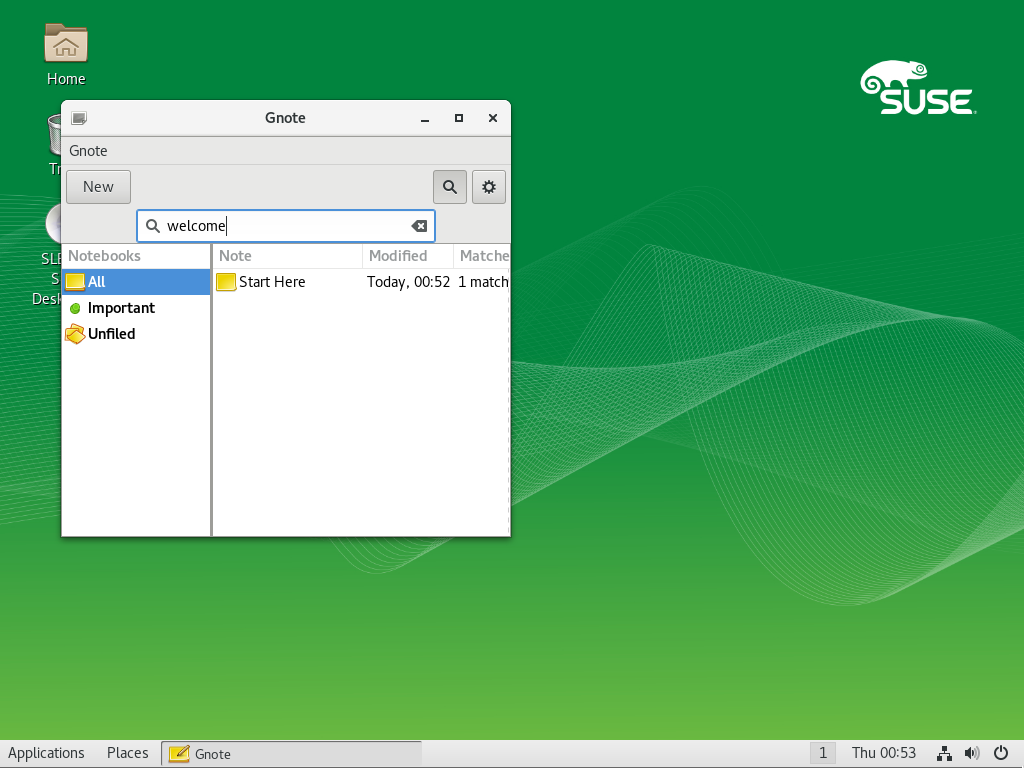 Home
SUSE
Gnote
Gnote
Tr
New
welcome
Notebooks Note Modified Matche
All Start Here Today, 00:52 1 match
SLE
S
Important
Desk
Unfiled
Applications Places Gnote 1 Thu 00:53